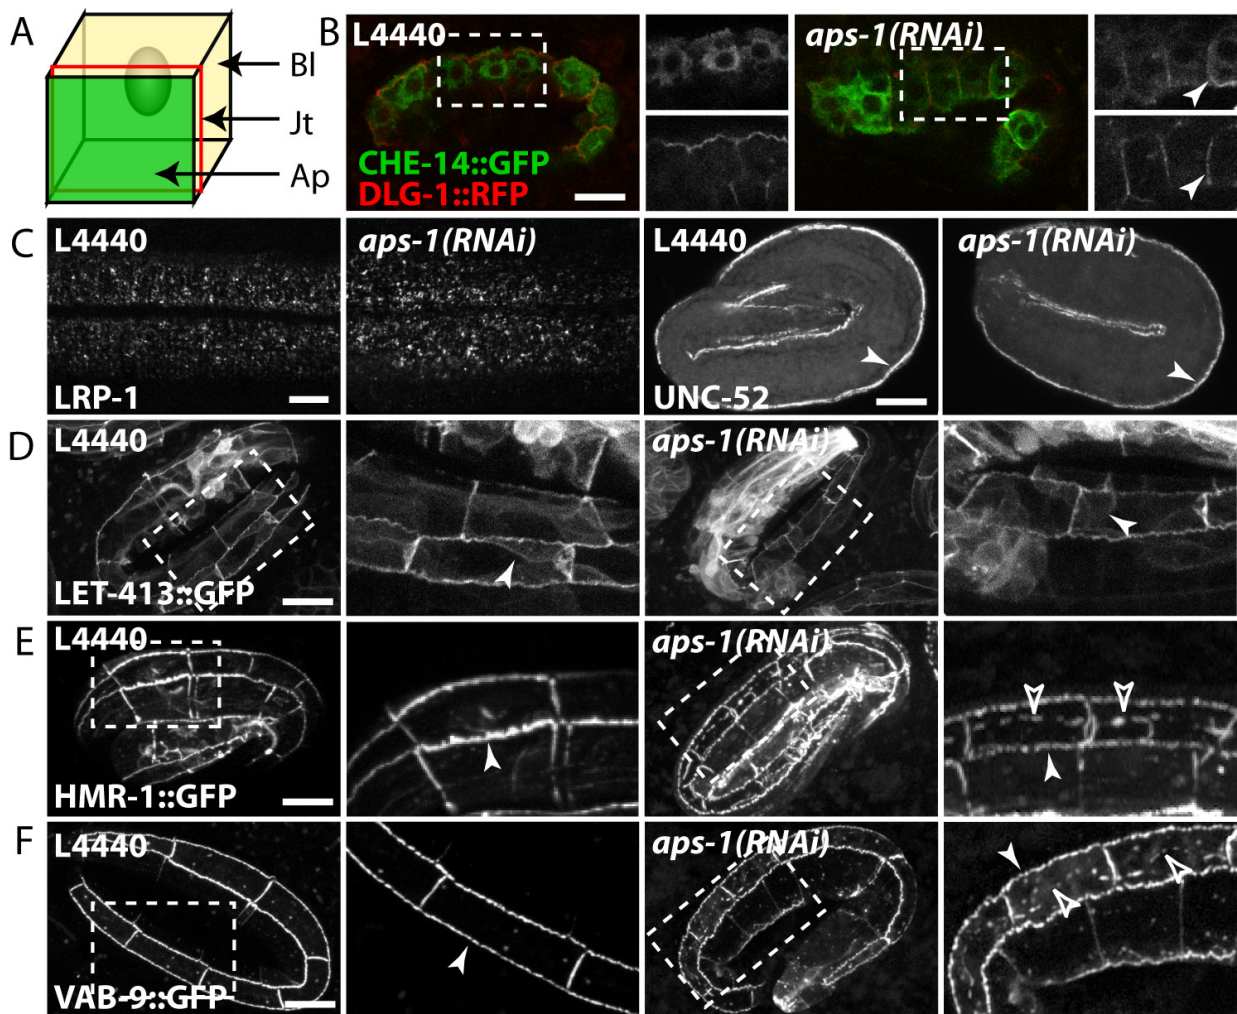 A
Bl
Jt
Ap
B
L4440
CHE-14::GFP
DLG-1::RFP
aps-1(RNAi)
C
L4440
LRP-1
aps-1(RNAi)
L4440
UNC-52
aps-1(RNAi)
D
L4440
LET-413::GFP
aps-1(RNAi)
E
L4440
HMR-1::GFP
aps-1(RNAi)
F
L4440
VAB-9::GFP
aps-1(RNAi)